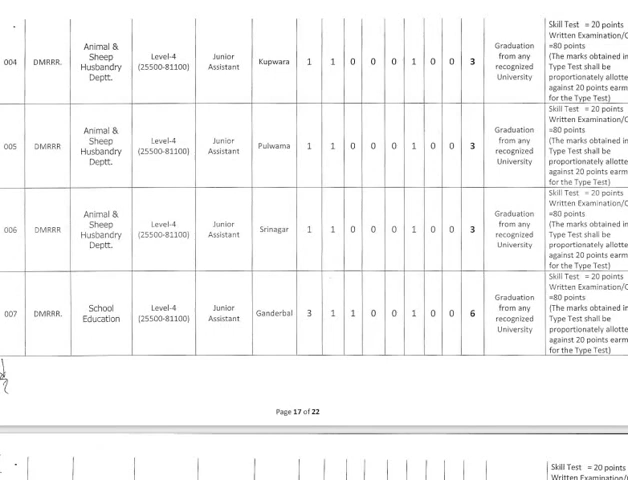 004 DMRRR. Animal & Sheep Husbandry Deptt. Level-4 (25500-81100) Junior Assistant Kupwara 1 1 0 0 0 1 0 0 3 Graduation from any recognized University
Skill Test = 20 points
Written Examination/
=80 points
(The marks obtained in
Type Test shall be
proportionately
against 20 points
for the Type Test)
005 DMRRR Animal & Sheep Husbandry Deptt. Level-4 (25500-81100) Junior Assistant Pulwama 1 1 0 0 0 1 0 0 3 Graduation from any recognized University
Skill Test = 20 points
Written Examination/
=80 points
(The marks obtained in
Type Test shall be
proportionately
against 20 points
for the Type Test)
006 DMRRR Animal & Sheep Husbandry Deptt. Level-4 (25500-81100) Junior Assistant Srinagar 1 1 0 0 0 1 0 0 3 Graduation from any recognized University
Skill Test = 20 points
Written Examination/
=80 points
(The marks obtained in
Type Test shall be
proportionately
against 20 points
for the Type Test)
007 DMRRR. School Education Level-4 (25500-81100) Junior Assistant Ganderbal 3 1 1 0 0 1 0 0 6 Graduation from any recognized University
Skill Test = 20 points
Written Examination/
=80 points
(The marks obtained in
Type Test shall be
proportionately
against 20 points
for the Type Test)
Page 17 of 22
Skill Test = 20 points
Written Examination/